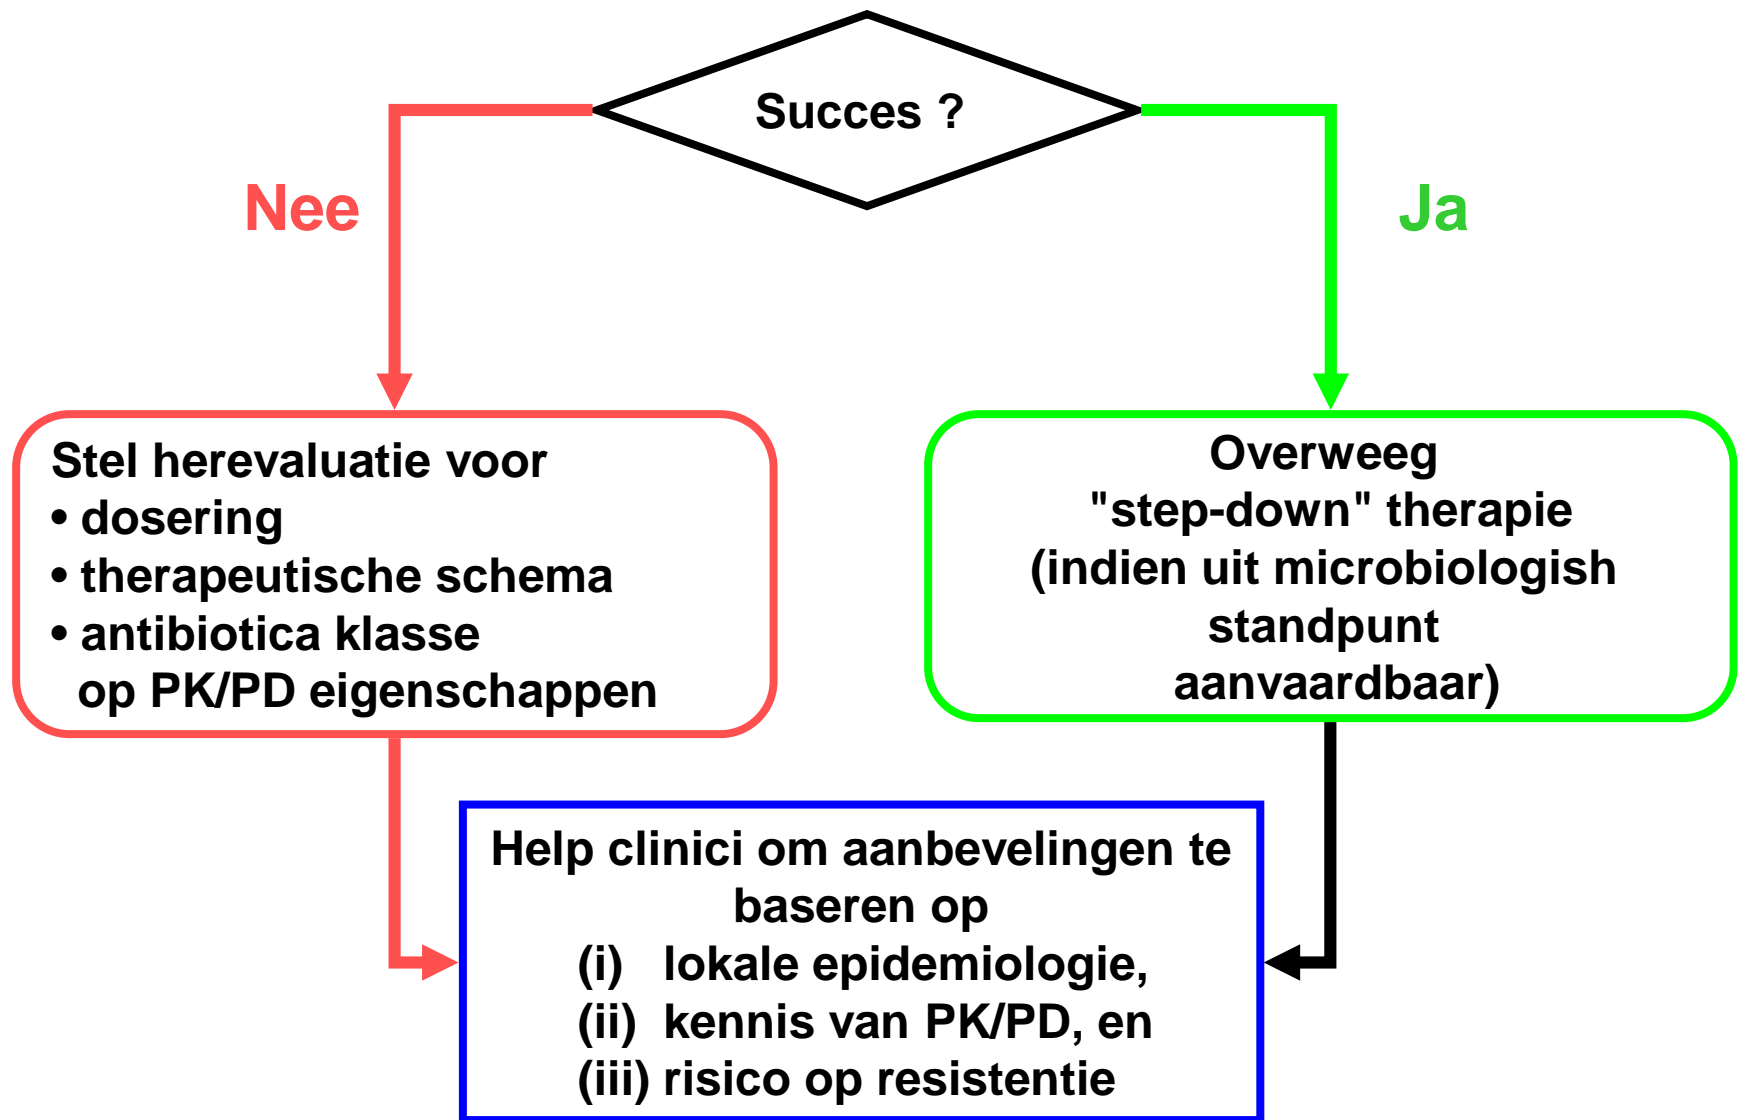 Succes ?
Nee
Ja
Stel herevaluatie voor
• dosering
• therapeutische schema
• antibiotica klasse
op PK/PD eigenschappen
Overweeg
"step-down" therapie
(indien uit microbiologish
standpunt
aanvaardbaar)
Help clinici om aanbevelingen te
baseren op
(i) lokale epidemiologie,
(ii) kennis van PK/PD, en
(iii) risico op resistentie